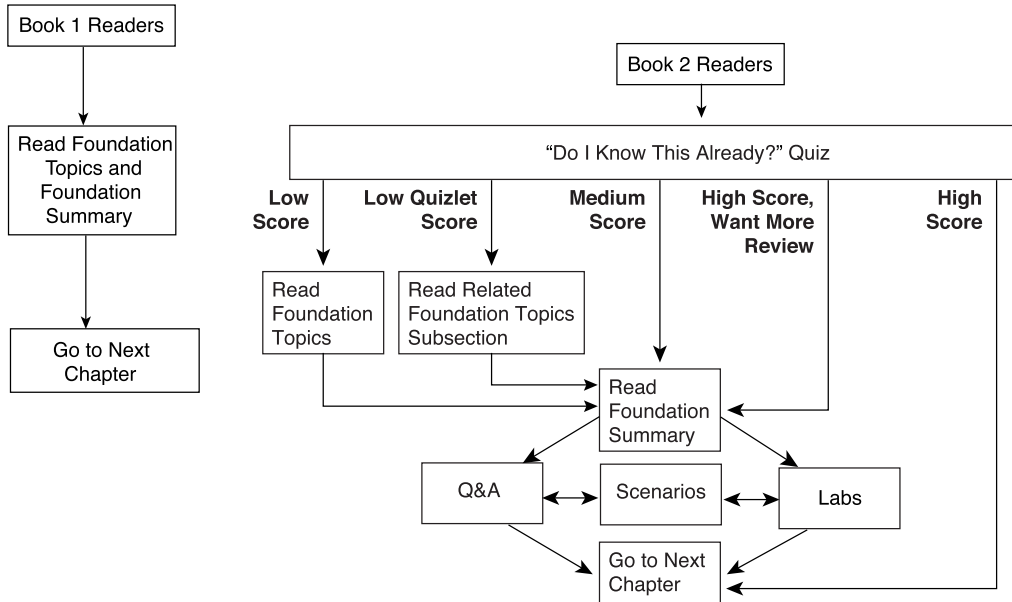 Book 1 Readers
Read Foundation
Topics and
Foundation
Summary
Go to Next
Chapter
Book 2 Readers
“Do I Know This Already?” Quiz
Low
Score
Low Quizlet
Score
Medium
Score
High Score,
Want More
Review
High
Score
Read
Foundation
Topics
Read Related
Foundation Topics
Subsection
Read
Foundation
Summary
Q&A
Scenarios
Labs
Go to Next
Chapter